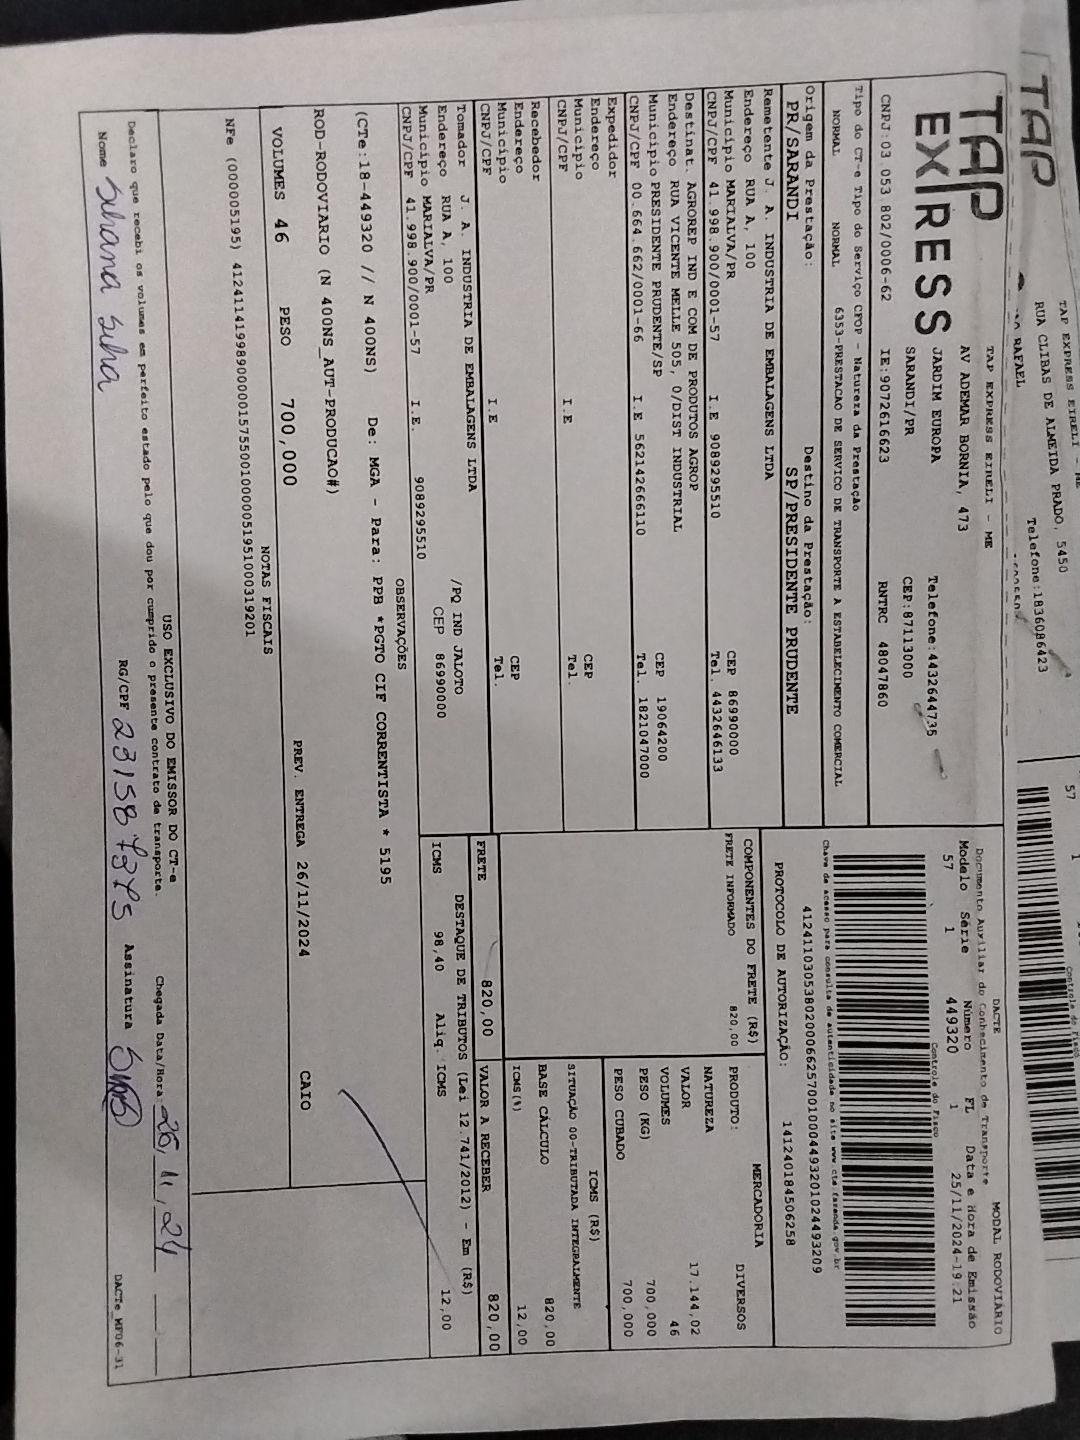 TAP
TAP EXPRESS EIRELI - ME
RUA CLIBAS DE ALMEIDA PRADO, 5450
RAFAEL
Telefone:1836086423
57 1
Controle do Fisco
TAP
EXPRESS
TAP EXPRESS EIRELI - ME
AV ADEMAR BORNIA, 473
JARDIM EUROPA Telefone:4432644735
SARANDI/PR CEP:87113000
CNPJ:03.053.802/0006-62 IE:9072616623 RNTRC 48047860
DACTE MODAL RODOVIÁRIO
Documento Auxiliar do Conhecimento de Transporte
Modelo Série Número FL Data e Hora de Emissão
57 1 449320 1 25/11/2024-19:21
Controle do Fisco
Tipo do CT-e Tipo do Serviço CFOP - Natureza da Prestação
NORMAL NORMAL 6353-PRESTACAO DE SERVICO DE TRANSPORTE A ESTABELECIMENTO COMERCIAL
Chave de acesso para consulta de autenticidade no site www.cte.fazenda.gov.br
41241103053802000662570010004493201024493209
Origem da Prestação: Destino da Prestação:
PR/SARANDI SP/PRESIDENTE PRUDENTE
PROTOCOLO DE AUTORIZAÇÃO: 141240184506258
Remetente J. A. INDUSTRIA DE EMBALAGENS LTDA
Endereço RUA A, 100
Município MARIALVA/PR CEP 86990000
CNPJ/CPF 41.998.900/0001-57 I.E 9089295510 Tel. 4432646133
Destinat. AGROREP IND E COM DE PRODUTOS AGROP
Endereço RUA VICENTE MELLE 505, 0/DIST INDUSTRIAL
Município PRESIDENTE PRUDENTE/SP CEP 19064200
CNPJ/CPF 00.664.662/0001-66 I.E 562142666110 Tel. 1821047000
Expedidor
Endereço
Município CEP
CNPJ/CPF I.E Tel.
Recebedor
Endereço
Município CEP
CNPJ/CPF I.E Tel.
Tomador J. A. INDUSTRIA DE EMBALAGENS LTDA
Endereço RUA A, 100 /PQ IND JALOTO
Município MARIALVA/PR CEP 86990000
CNPJ/CPF 41.998.900/0001-57 I.E. 9089295510
COMPONENTES DO FRETE (R$)
FRETE INFORMADO 820,00
MERCADORIA
PRODUTO: DIVERSOS
NATUREZA
VALOR 17.144,02
VOLUMES 46
PESO (KG) 700,000
PESO CUBADO 700,000
ICMS (R$)
SITUAÇÃO 00-TRIBUTADA INTEGRALMENTE
BASE CÁLCULO 820,00
ICMS(%) 12,00
FRETE 820,00 VALOR A RECEBER 820,00
DESTAQUE DE TRIBUTOS (Lei 12.741/2012) - Em (R$)
ICMS 98,40 Aliq. ICMS 12,00
OBSERVAÇÕES
(CTe:18-449320 // N 400NS) De: MGA - Para: PPB *PGTO CIF CORRENTISTA * 5195
ROD-RODOVIARIO (N 400NS_AUT-PRODUCAO#)
VOLUMES 46 PESO 700,000 PREV. ENTREGA 26/11/2024 CAIO
NOTAS FISCAIS
NFe (000005195) 41241141998900000157550010000051951000319201
USO EXCLUSIVO DO EMISSOR DO CT-e
Declaro que recebi os volumes em perfeito estado pelo que dou por cumprido o presente contrato de transporte. Chegada Data/Hora: 26/11/24
Nome RG/CPF Assinatura
DACTe_MF06-31